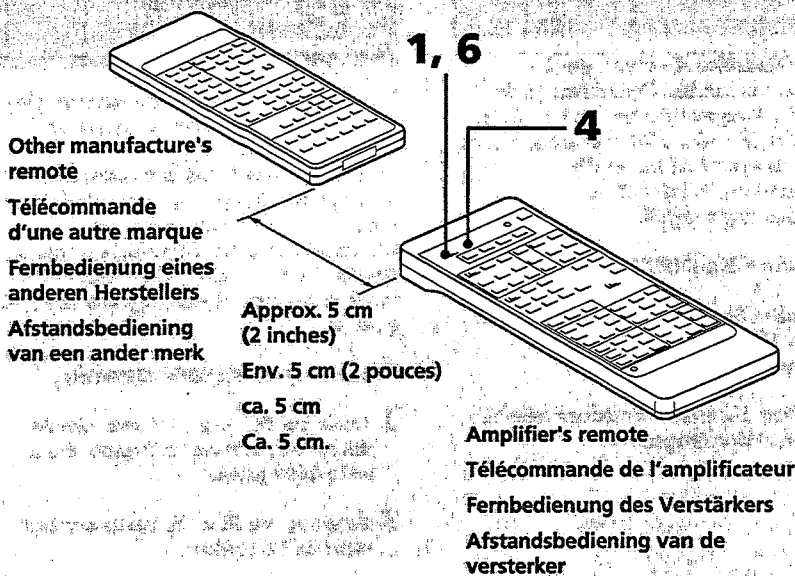 1, 6
4
Other manufacture's
remote
Télécommande
d'une autre marque
Fernbedienung eines
anderen Herstellers
Afstandsbediening
van een ander merk
Approx. 5 cm
(2 inches)
Env. 5 cm (2 pouces)
ca. 5 cm
Ca. 5 cm.
Amplifier's remote
Télécommande de l'amplificateur
Fernbedienung des Verstärkers
Afstandsbediening van de
versterker